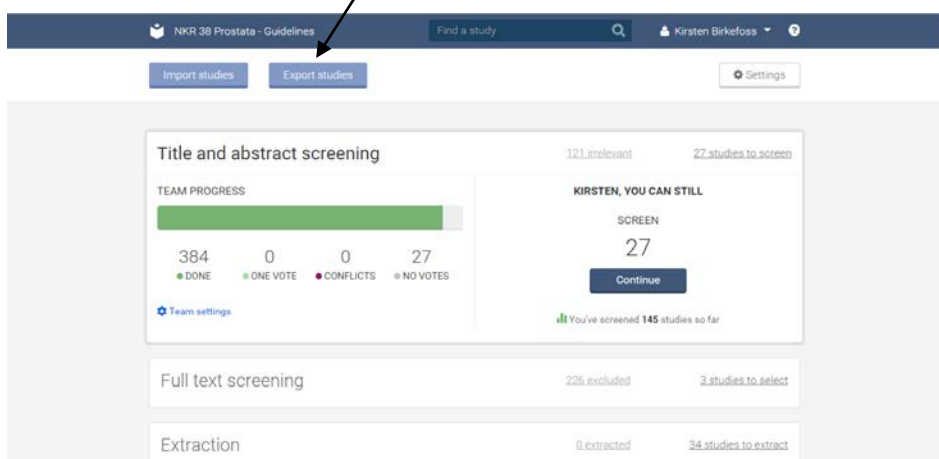 NKR 38 Prostata - Guidelines
Find a study
Kirsten Birkefoss
?
Import studies
Export studies
Settings
Title and abstract screening
121 irrelevant
27 studies to screen
TEAM PROGRESS
384
DONE
0
ONE VOTE
0
CONFLICTS
27
NO VOTES
Team settings
KIRSTEN, YOU CAN STILL
SCREEN
27
Continue
You've screened 145 studies so far
Full text screening
226 excluded
3 studies to select
Extraction
0 extracted
34 studies to extract